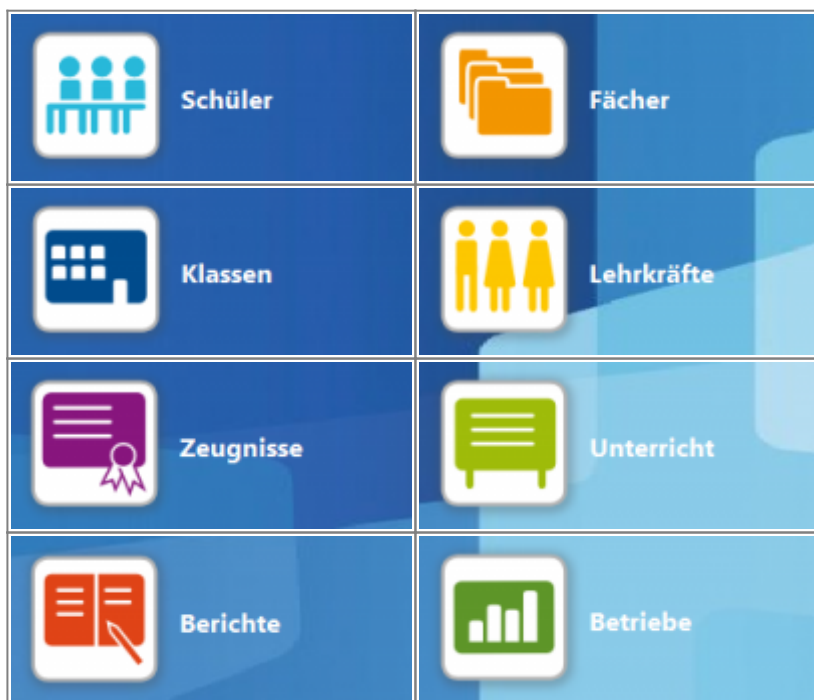 Schüler
Fächer
Klassen
Lehrkräfte
Zeugnisse
Unterricht
Berichte
Betriebe